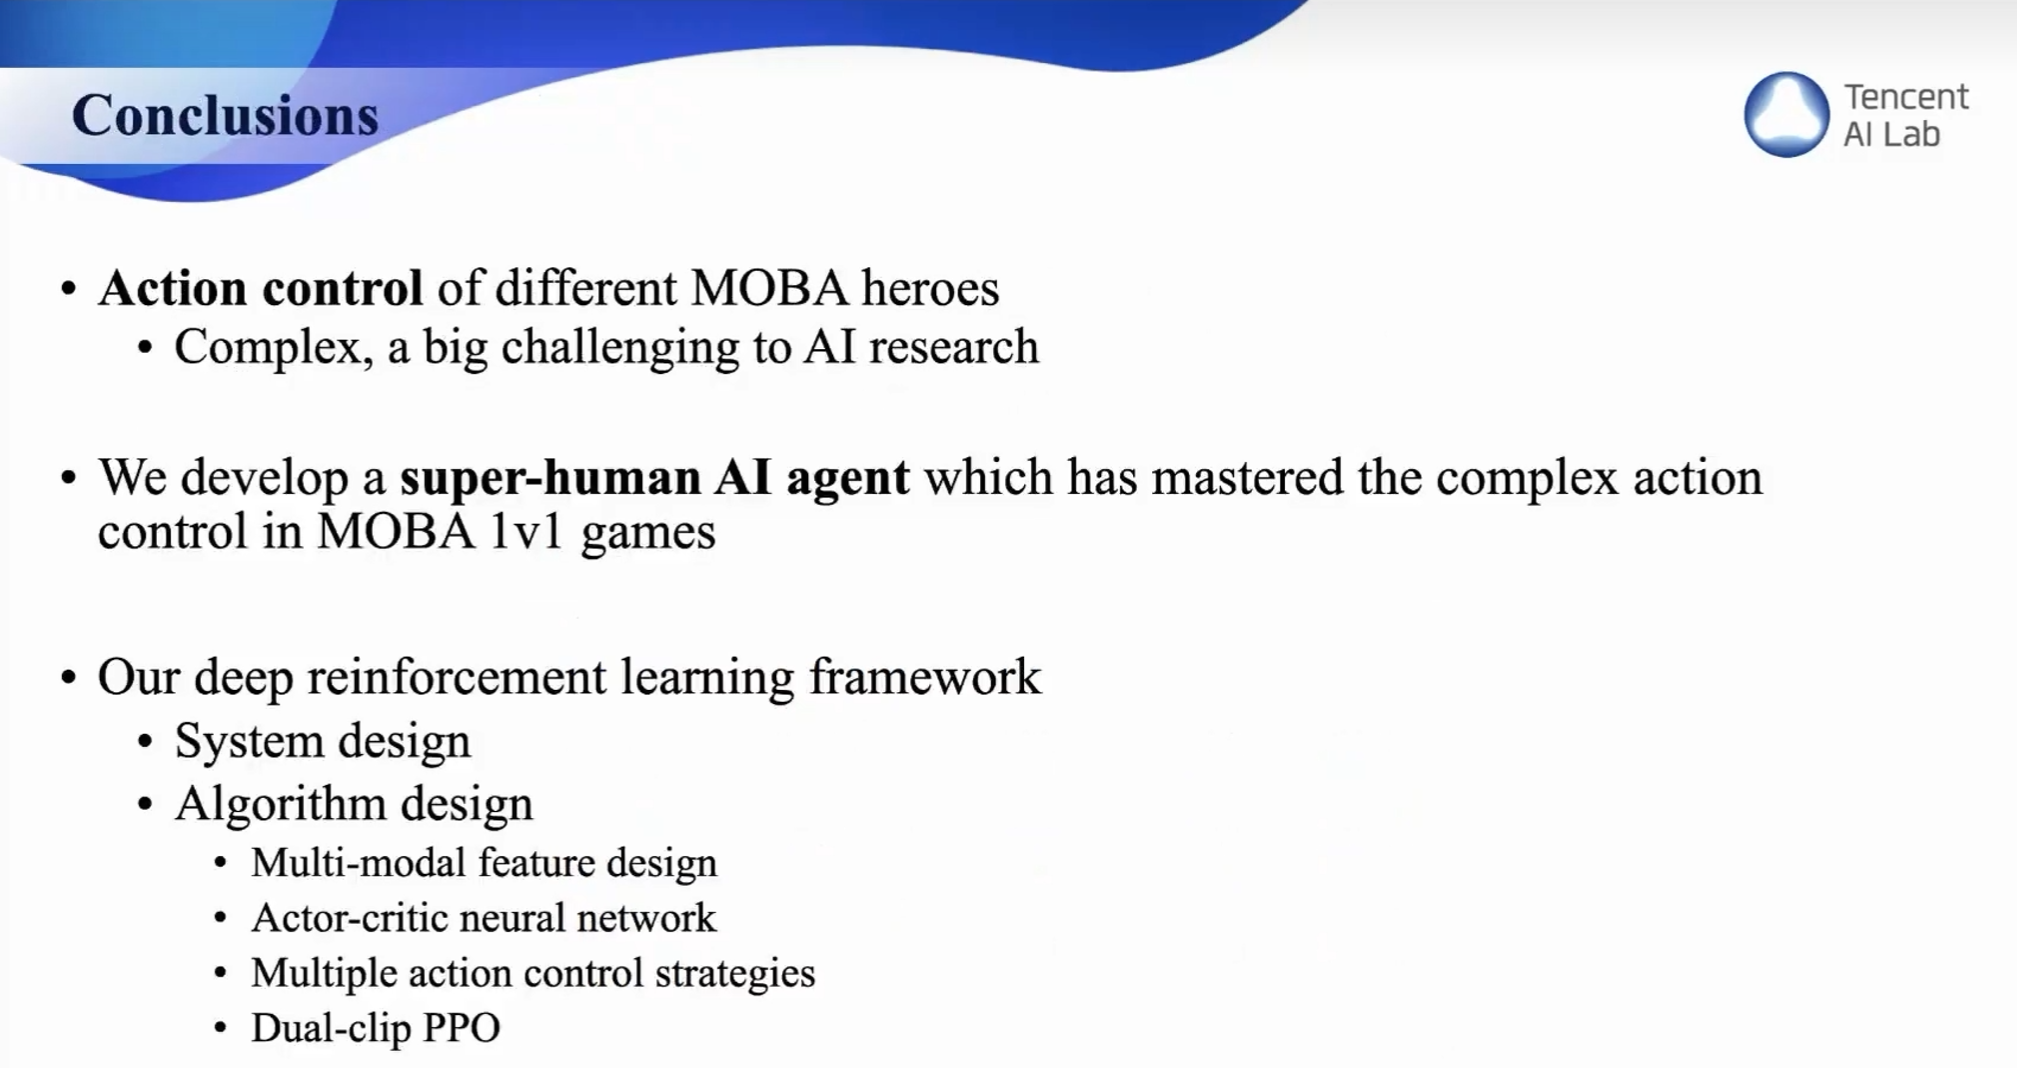 Conclusions
Tencent
AI Lab
• Action control of different MOBA heroes
• Complex, a big challenging to AI research
• We develop a super-human AI agent which has mastered the complex action
control in MOBA 1v1 games
• Our deep reinforcement learning framework
• System design
• Algorithm design
• Multi-modal feature design
• Actor-critic neural network
• Multiple action control strategies
• Dual-clip PPO